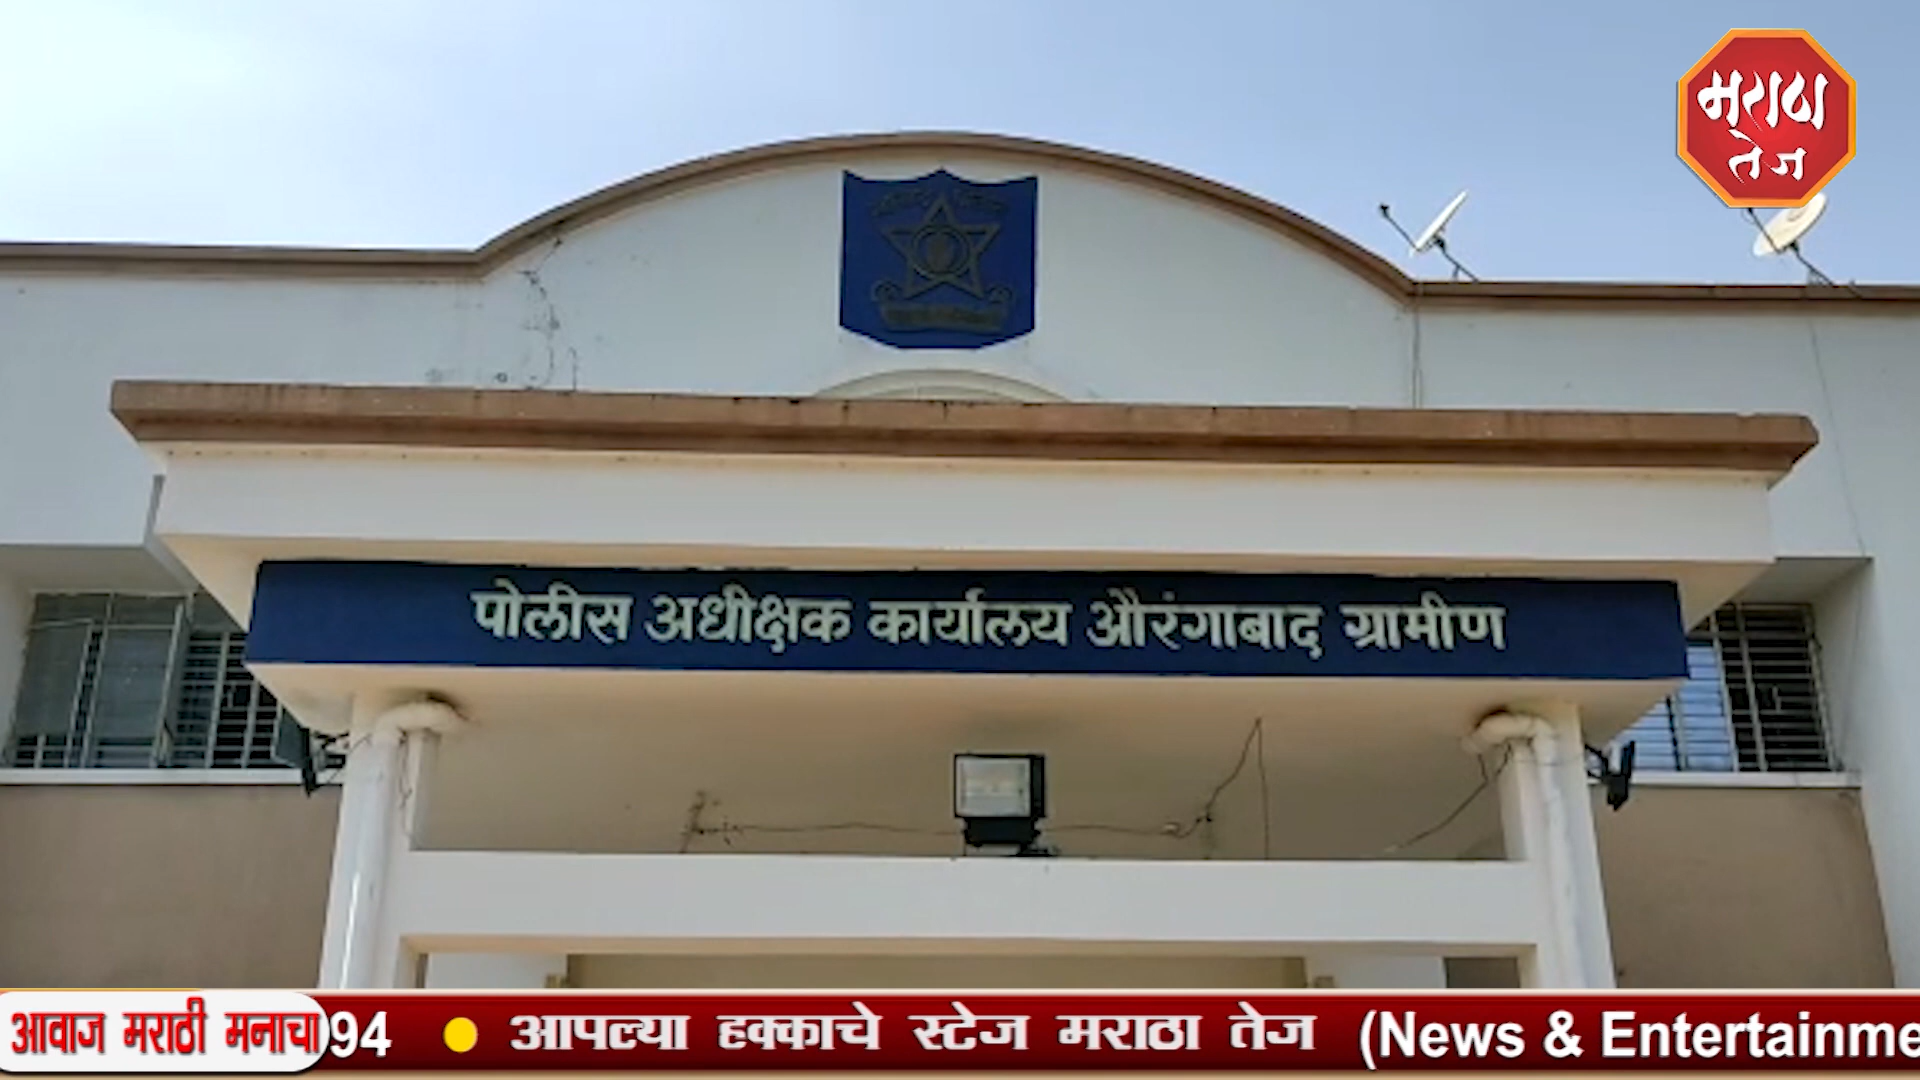 मराठा
तेज
पोलीस अधीक्षक कार्यालय औरंगाबाद ग्रामीण
आवाज मराठी मनाचा 94 आपल्या हक्काचे स्टेज मराठा तेज (News & Entertainme